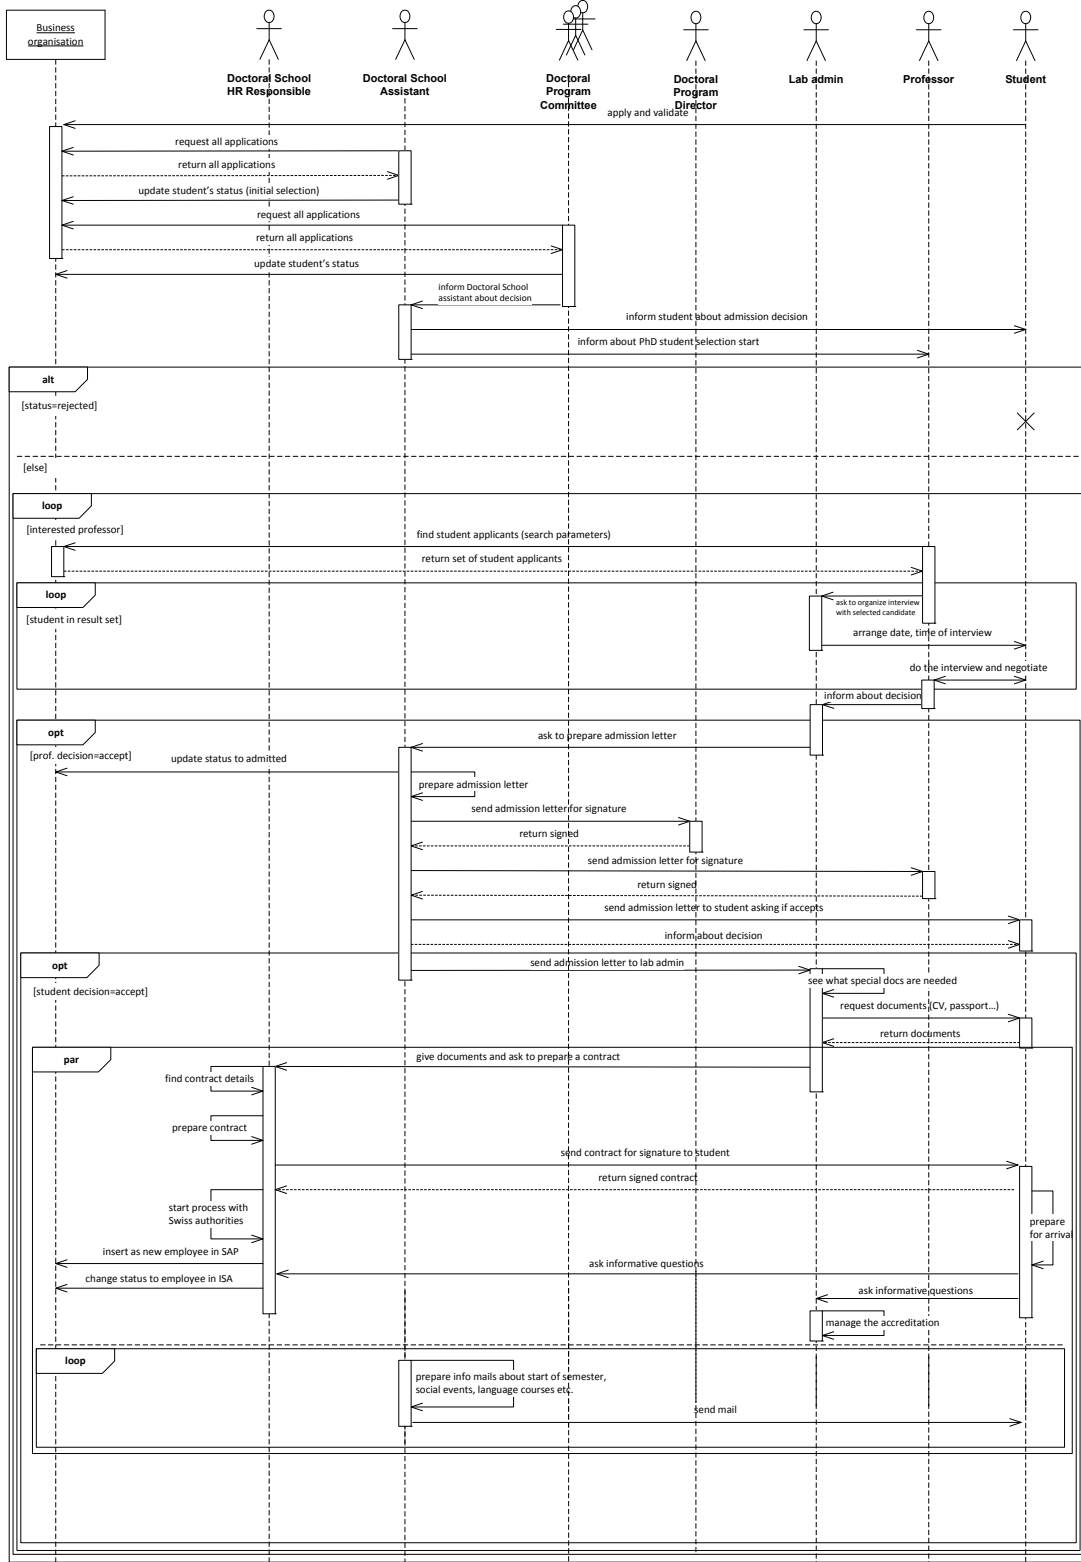 Business
organisation
Doctoral School
HR Responsible
Doctoral School
Assistant
Doctoral
Program
Committee
Doctoral
Program
Director
Lab admin
Professor
Student
apply and validate
request all applications
return all applications
update student's status (initial selection)
request all applications
return all applications
update student's status
inform Doctoral School
assistant about decision
inform student about admission decision
inform about PhD student selection start
alt
[status=rejected]
[else]
loop
[interested professor]
find student applicants (search parameters)
return set of student applicants
loop
[student in result set]
ask to organize interview
with selected candidate
arrange date, time of interview
do the interview and negotiate
inform about decision
opt
[prof. decision=accept]
ask to prepare admission letter
update status to admitted
prepare admission letter
send admission letter for signature
return signed
send admission letter for signature
return signed
send admission letter to student asking if accepts
inform about decision
opt
[student decision=accept]
send admission letter to lab admin
see what special docs are needed
request documents (CV, passport...)
return documents
par
give documents and ask to prepare a contract
find contract details
prepare contract
send contract for signature to student
return signed contract
start process with
Swiss authorities
prepare
for arrival
insert as new employee in SAP
ask informative questions
change status to employee in ISA
ask informative questions
manage the accreditation
loop
prepare info mails about start of semester,
social events, language courses etc.
send mail